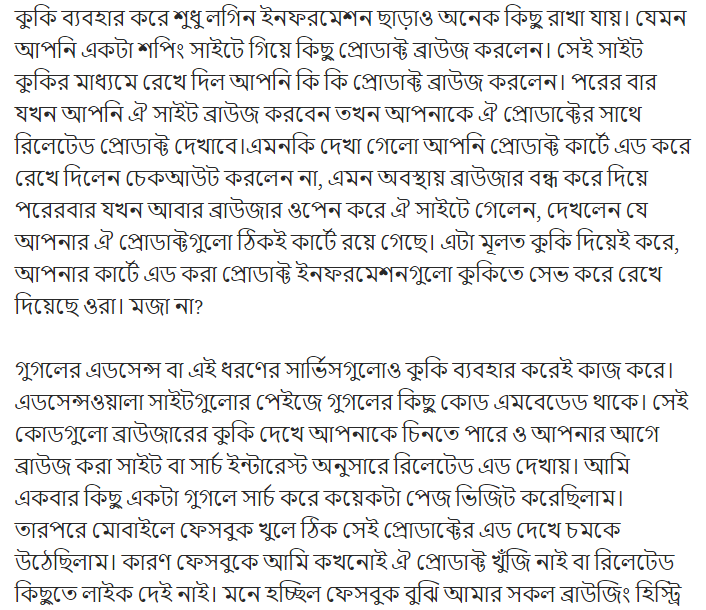 কুকি ব্যবহার করে শুধু লগিন ইনফরমেশন ছাড়াও অনেক কিছু রাখা যায়। যেমন
আপনি একটা শপিং সাইটে গিয়ে কিছু প্রোডাক্ট ব্রাউজ করলেন। সেই সাইট
কুকির মাধ্যমে রেখে দিল আপনি কি কি প্রোডাক্ট ব্রাউজ করলেন। পরের বার
যখন আপনি ঐ সাইট ব্রাউজ করবেন তখন আপনাকে ঐ প্রোডাক্টের সাথে
রিলেটেড প্রোডাক্ট দেখাবে।এমনকি দেখা গেলো আপনি প্রোডাক্ট কার্টে এড করে
রেখে দিলেন চেকআউট করলেন না, এমন অবস্থায় ব্রাউজার বন্ধ করে দিয়ে
পরেরবার যখন আবার ব্রাউজার ওপেন করে ঐ সাইটে গেলেন, দেখলেন যে
আপনার ঐ প্রোডাক্টগুলো ঠিকই কার্টে রয়ে গেছে। এটা মূলত কুকি দিয়েই করে,
আপনার কার্টে এড করা প্রোডাক্ট ইনফরমেশনগুলো কুকিতে সেভ করে রেখে
দিয়েছে ওরা। মজা না?
গুগলের এডসেন্স বা এই ধরণের সার্ভিসগুলোও কুকি ব্যবহার করেই কাজ করে।
এডসেন্সওয়ালা সাইটগুলোর পেইজে গুগলের কিছু কোড এমবেডেড থাকে। সেই
কোডগুলো ব্রাউজারের কুকি দেখে আপনাকে চিনতে পারে ও আপনার আগে
ব্রাউজ করা সাইট বা সার্চ ইন্টারেস্ট অনুসারে রিলেটেড এড দেখায়। আমি
একবার কিছু একটা গুগলে সার্চ করে কয়েকটা পেজ ভিজিট করেছিলাম।
তারপরে মোবাইলে ফেসবুক খুলে ঠিক সেই প্রোডাক্টের এড দেখে চমকে
উঠেছিলাম। কারণ ফেসবুকে আমি কখনোই ঐ প্রোডাক্ট খুঁজি নাই বা রিলেটেড
কিছুতে লাইক দেই নাই। মনে হচ্ছিল ফেসবুক বুঝি আমার সকল ব্রাউজিং হিস্ট্রি